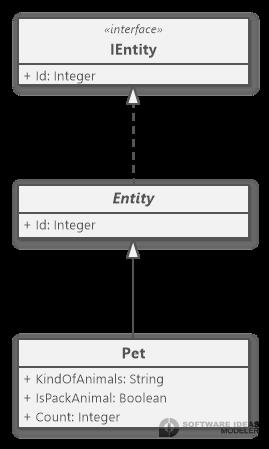 «interface»
IEntity
+ Id: Integer
Entity
+ Id: Integer
Pet
+ KindOfAnimals: String
+ IsPackAnimal: Boolean
+ Count: Integer
SOFTWARE IDEAS
MODELER